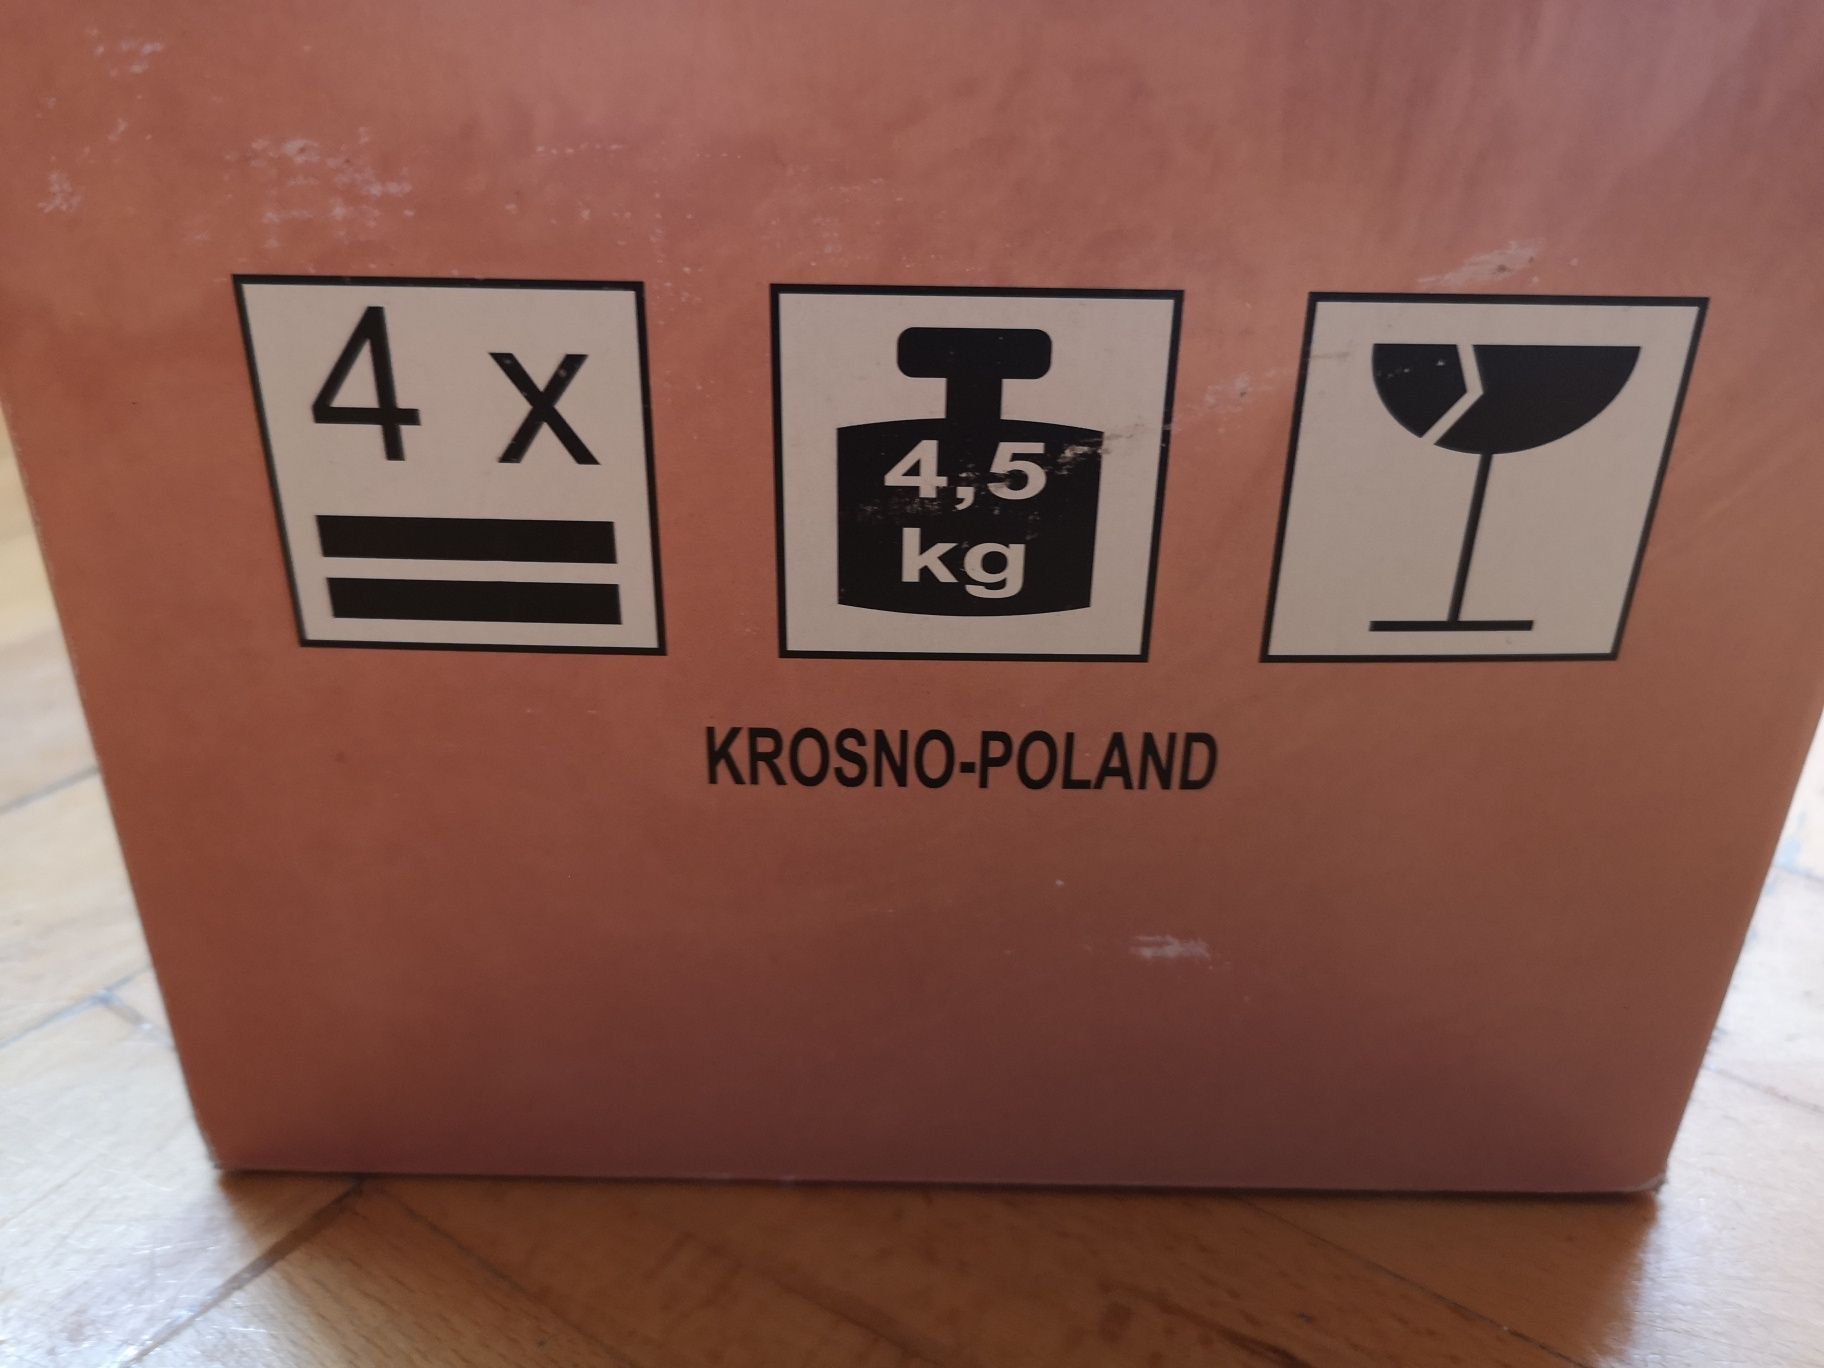 4 x
4,5
kg
KROSNO-POLAND